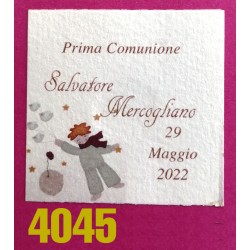 Prima Comunione
Salvatore
Mercogliano
29
Maggio
2022
4045